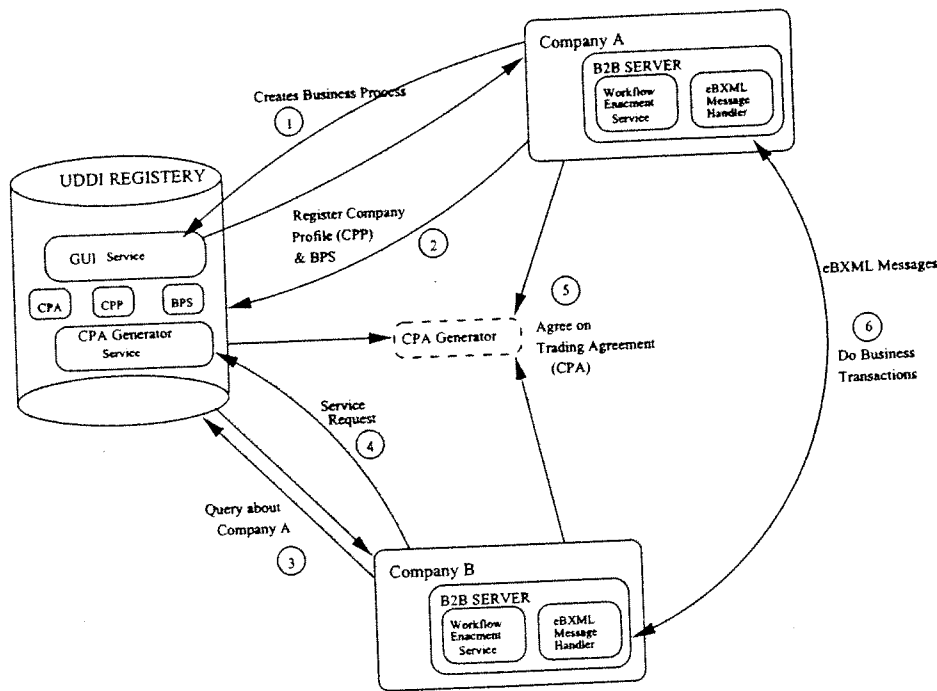 Company A
B2B SERVER
Workflow
Enacment
Service
eBXML
Message
Handler
Creates Business Process
1
UDDI REGISTERY
GUI Service
CPA
CPP
BPS
CPA Generator
Service
Register Company
Profile (CPP)
& BPS
2
eBXML Messages
6
Do Business
Transactions
5
Agree on
Trading Agreement
(CPA)
CPA Generator
Service
Request
4
Query about
Company A
3
Company B
B2B SERVER
Workflow
Enacment
Service
eBXML
Message
Handler